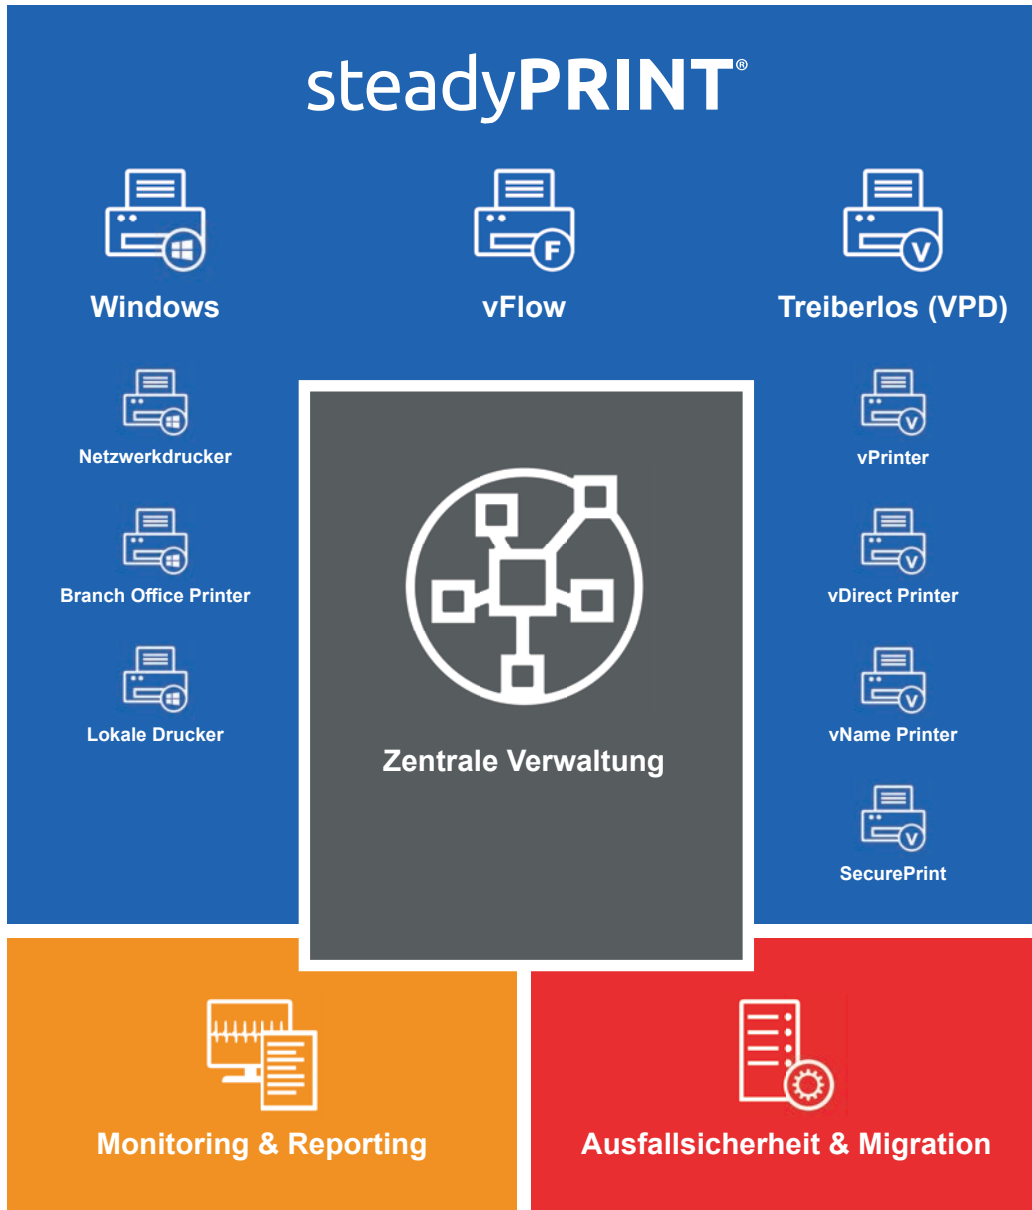 steadyPRINT®
Windows
vFlow
Treiberlos (VPD)
Netzwerkdrucker
Branch Office Printer
Lokale Drucker
Zentrale Verwaltung
vPrinter
vDirect Printer
vName Printer
SecurePrint
Monitoring & Reporting
Ausfallsicherheit & Migration